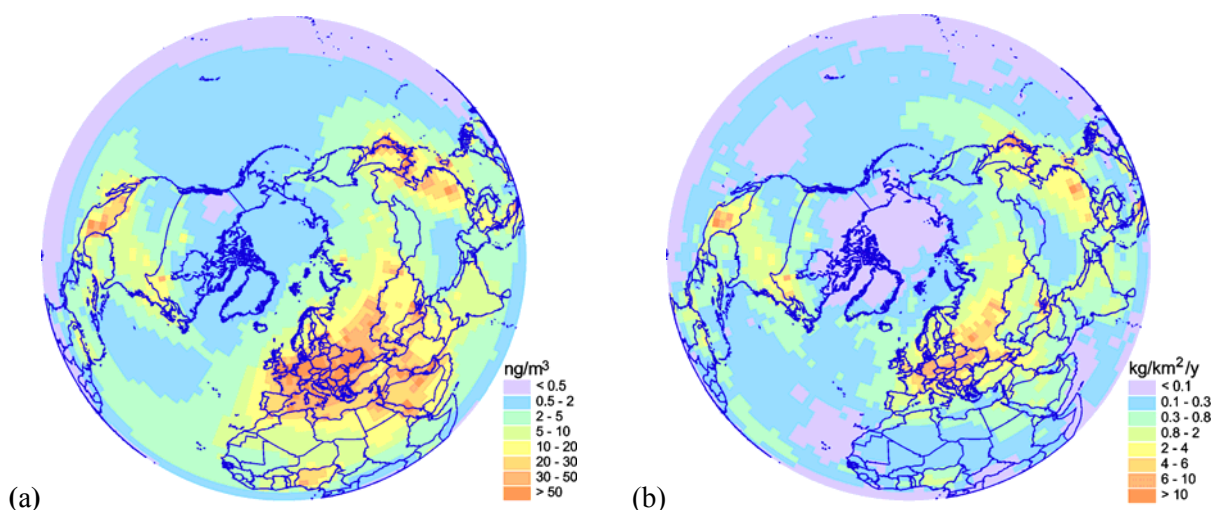 ng/m³
< 0.5
0.5 - 2
2 - 5
5 - 10
10 - 20
20 - 30
30 - 50
> 50
(a)
kg/km²/y
< 0.1
0.1 - 0.3
0.3 - 0.8
0.8 - 2
2 - 4
4 - 6
6 - 10
> 10
(b)